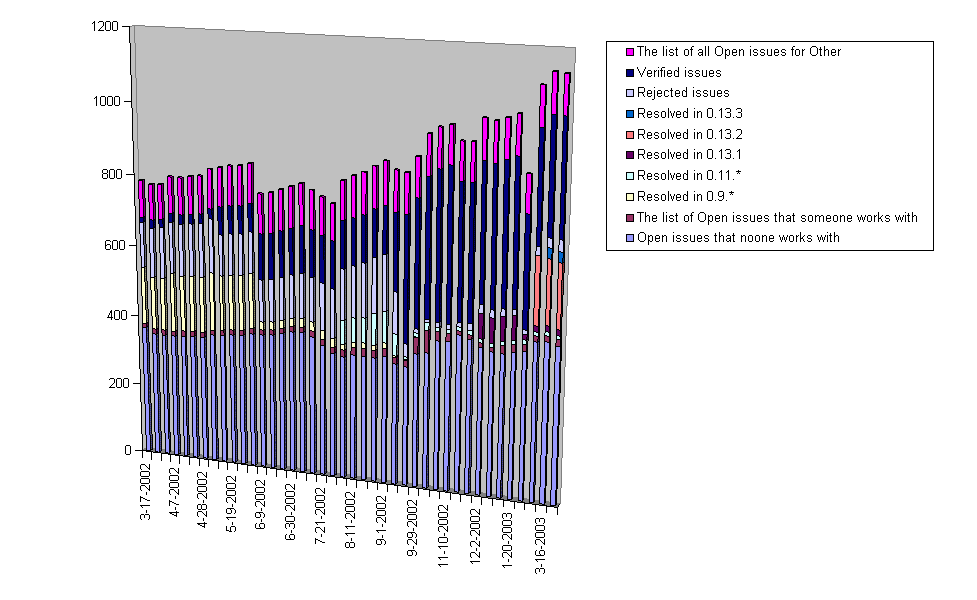 1200
1000
800
600
400
200
0
3-17-2002
4-7-2002
4-28-2002
5-19-2002
6-9-2002
6-30-2002
7-21-2002
8-11-2002
9-1-2002
9-29-2002
11-10-2002
12-2-2002
1-20-2003
3-16-2003
The list of all Open issues for Other
Verified issues
Rejected issues
Resolved in 0.13.3
Resolved in 0.13.2
Resolved in 0.13.1
Resolved in 0.11.*
Resolved in 0.9.*
The list of Open issues that someone works with
Open issues that noone works with